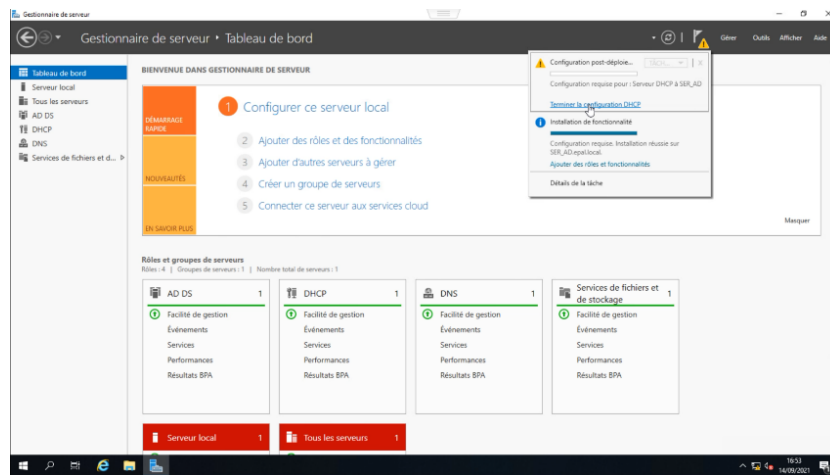 Gestionnaire de serveur
Gestionnaire de serveur • Tableau de bord
Gérer Outils Afficher Aide
Tableau de bord
Serveur local
Tous les serveurs
AD DS
DHCP
DNS
Services de fichiers et d...
BIENVENUE DANS GESTIONNAIRE DE SERVEUR
DÉMARRAGE
RAPIDE
NOUVEAUTÉS
EN SAVOIR PLUS
1 Configurer ce serveur local
2 Ajouter des rôles et des fonctionnalités
3 Ajouter d'autres serveurs à gérer
4 Créer un groupe de serveurs
5 Connecter ce serveur aux services cloud
Configuration post-déploie...
Configuration requise pour : Serveur DHCP à SER_AD
Terminer la configuration DHCP
Installation de fonctionnalité
Configuration requise. Installation réussie sur
SER_AD.epal.local.
Ajouter des rôles et fonctionnalités
Détails de la tâche
Masquer
Rôles et groupes de serveurs
Rôles : 4 | Groupes de serveurs : 1 | Nombre total de serveurs : 1
AD DS 1
Facilité de gestion
Événements
Services
Performances
Résultats BPA
DHCP 1
Facilité de gestion
Événements
Services
Performances
Résultats BPA
DNS 1
Facilité de gestion
Événements
Services
Performances
Résultats BPA
Services de fichiers et
de stockage 1
Facilité de gestion
Événements
Services
Performances
Résultats BPA
Serveur local 1
Tous les serveurs 1
16:53
14/09/2021